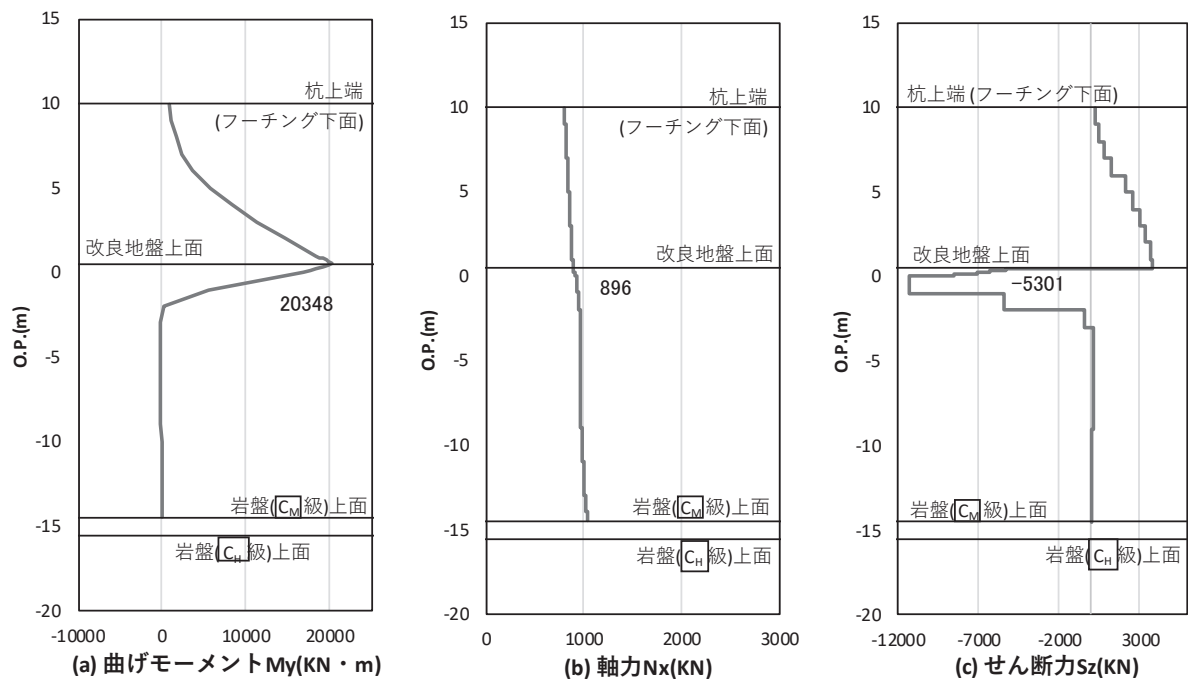 15
10
5
0
-5
-10
-15
-20
O.P.(m)
杭上端
(フーチング下面)
改良地盤上面
20348
岩盤(CM級)上面
岩盤(CH級)上面
-10000 0 10000 20000
(a) 曲げモーメントMy(KN・m)
15
10
5
0
-5
-10
-15
-20
O.P.(m)
杭上端
(フーチング下面)
改良地盤上面
896
岩盤(CM級)上面
岩盤(CH級)上面
0 1000 2000 3000
(b) 軸力Nx(KN)
15
10
5
0
-5
-10
-15
-20
O.P.(m)
杭上端 (フーチング下面)
改良地盤上面
-5301
岩盤(CM級)上面
岩盤(CH級)上面
-12000 -7000 -2000 3000
(c) せん断力Sz(KN)